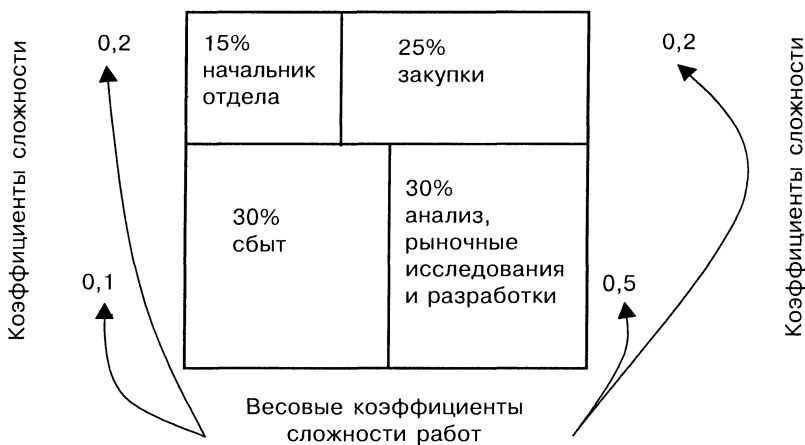 Коэффициенты сложности
0,2
15%
начальник
отдела
25%
закупки
0,2
30%
сбыт
30%
анализ,
рыночные
исследования
и разработки
0,1
0,5
Коэффициенты сложности
Весовые коэффициенты
сложности работ